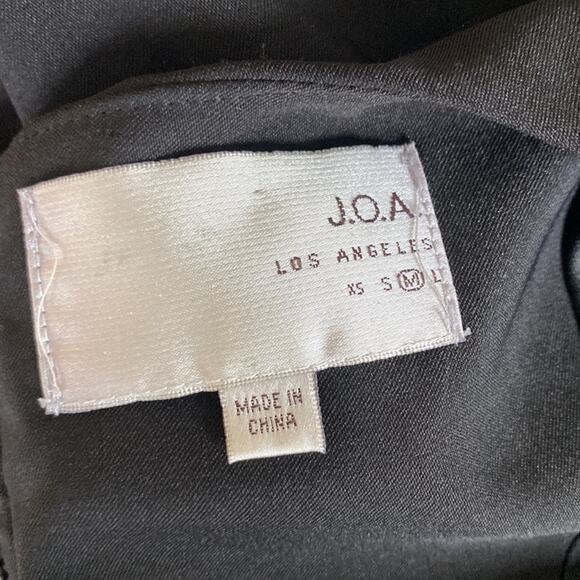 J.O.A
LOS ANGELES
XS S M L
MADE IN
CHINA